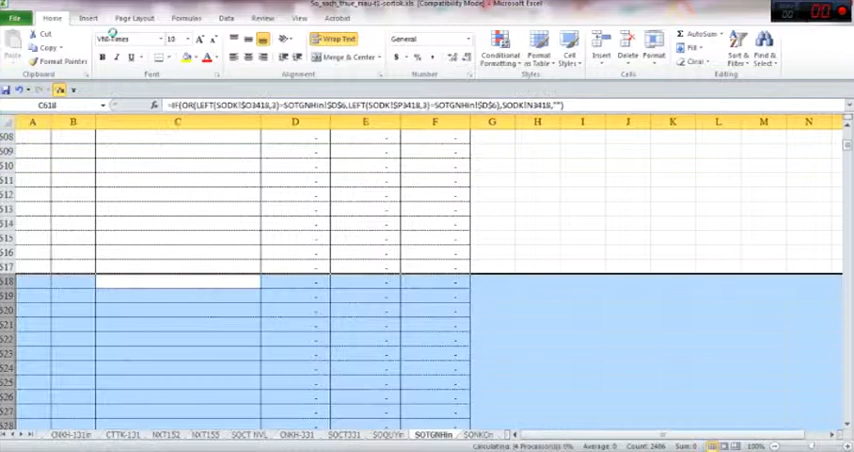 So_sach_thue_mau-t1-sortok.xls [Compatibility Mode] - Microsoft Excel
File Home Insert Page Layout Formulas Data Review View Acrobat
Cut
Copy
Paste
Clipboard
VNI-Times 10
Font
Wrap Text
Merge & Center
Alignment
General
Number
Conditional Formatting
Format as Table
Cell Styles
Styles
Insert Delete Format
Cells
AutoSum
Fill
Clear
Sort & Filter
Find & Select
Editing
C618 =IF(OR(LEFT(SODK!$O3418,3)=SOTGNHin!$D$6,LEFT(SODK!$P3418,3)=SOTGNHin!$D$6),SODK!N3418,"")
A B C D E F G H I J K L M N
608 - - -
609 - - -
610 - - -
611 - - -
612 - - -
613 - - -
614 - - -
615 - - -
616 - - -
617 - - -
618 - - -
619 - - -
620 - - -
621 - - -
622 - - -
623 - - -
624 - - -
625 - - -
626 - - -
627 - - -
628 - - -
CNKH-131in CTTK-131 NXT152 NXT155 SOCT NVL CNKH-331 SOCT331 SOQUYin SOTGNHin SONKCn
Calculating: (4 Processor(s)): 0% Average: 0 Count: 2406 Sum: 0 100%